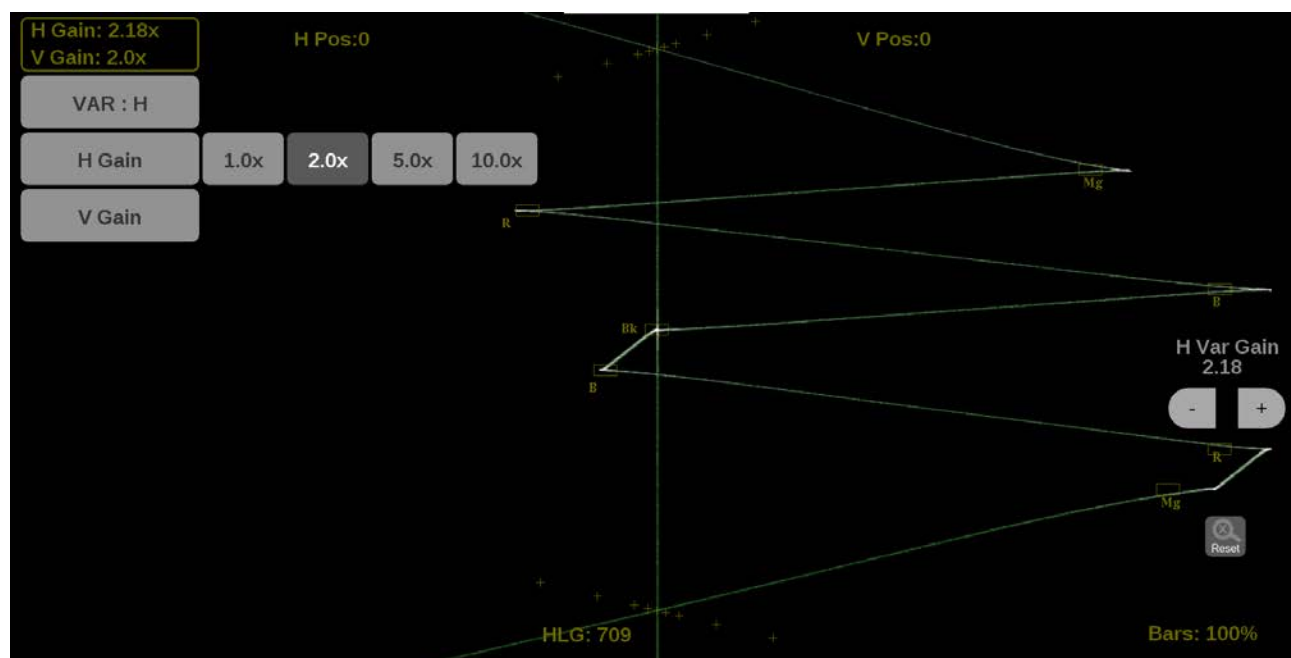 H Gain: 2.18x
V Gain: 2.0x
H Pos:0
V Pos:0
VAR : H
H Gain
1.0x
2.0x
5.0x
10.0x
V Gain
Mg
R
B
Bk
H Var Gain
2.18
B
-
+
R
Mg
Reset
HLG: 709
Bars: 100%